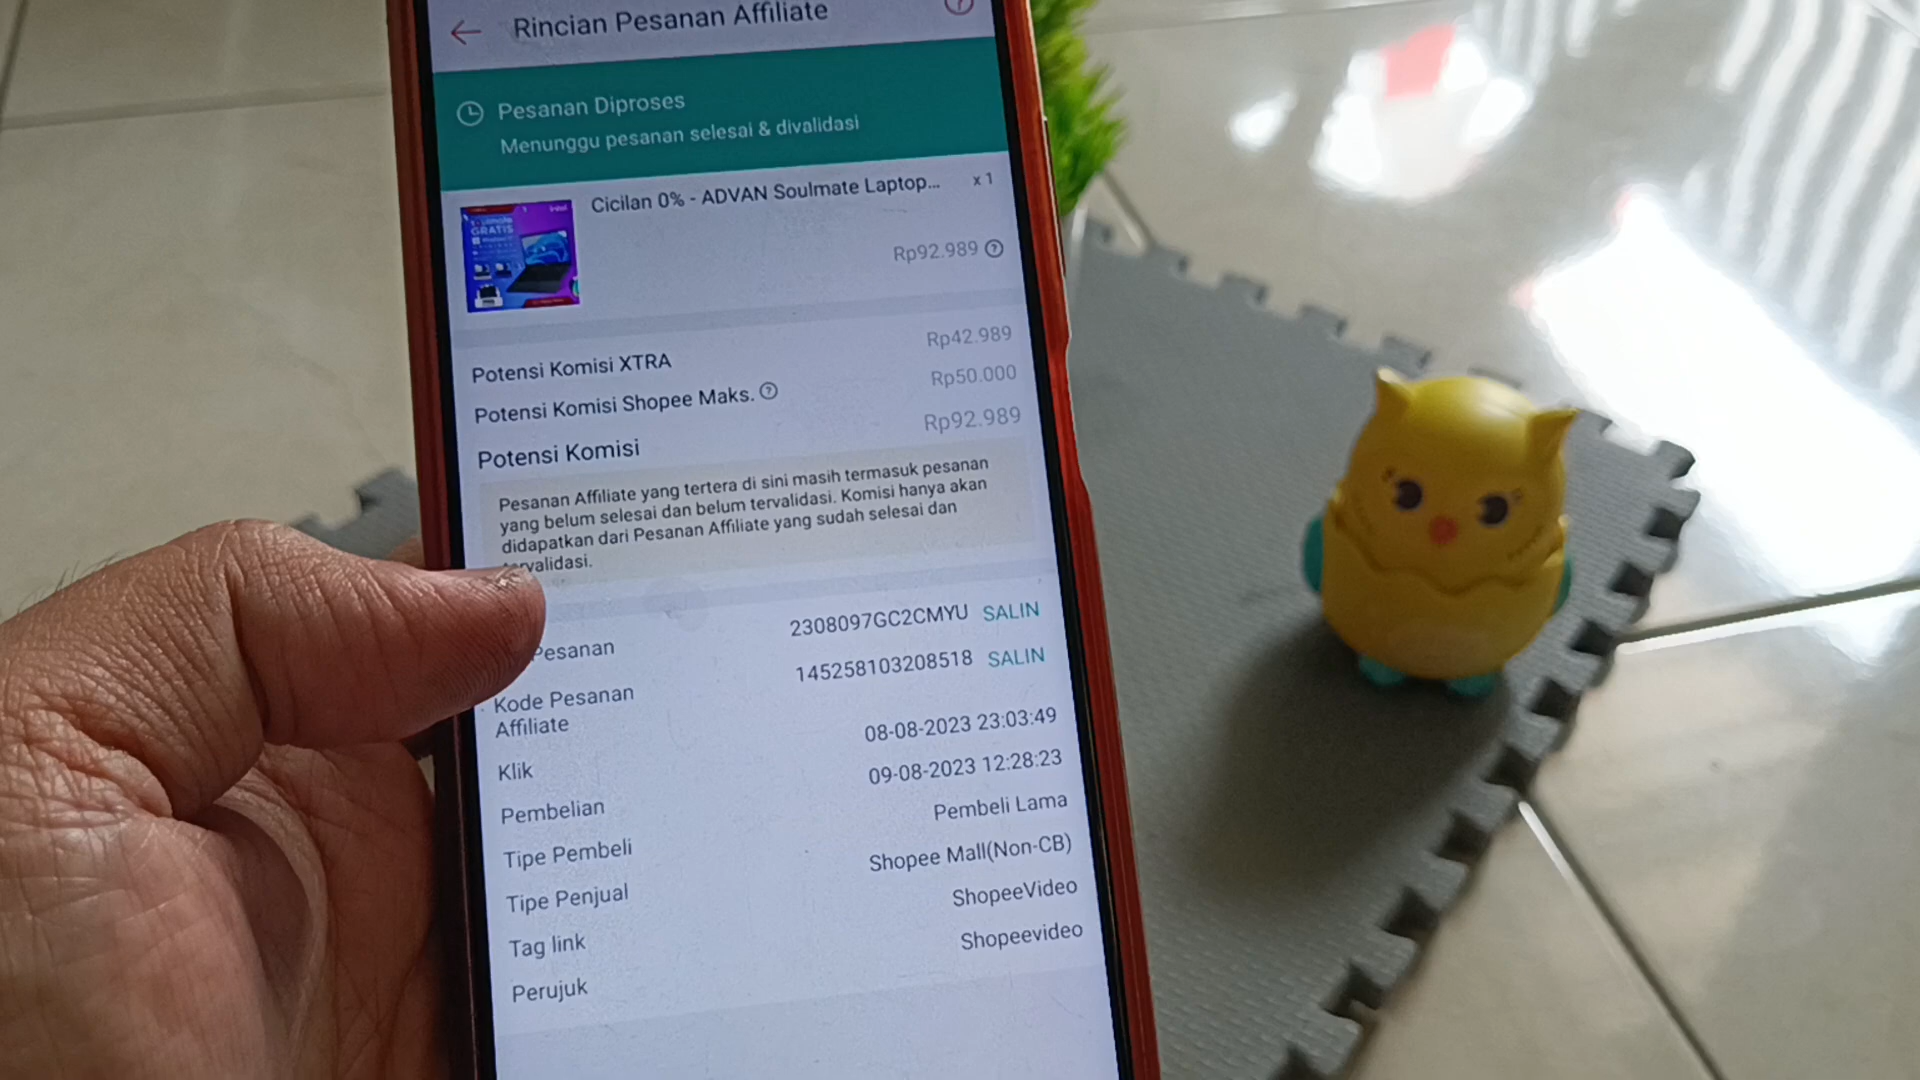 Rincian Pesanan Affiliate
?
Pesanan Diproses
Menunggu pesanan selesai & divalidasi
GRATIS
Cicilan 0% - ADVAN Soulmate Laptop... x 1
Rp92.989 ?
Potensi Komisi XTRA Rp42.989
Potensi Komisi Shopee Maks. ? Rp50.000
Potensi Komisi Rp92.989
Pesanan Affiliate yang tertera di sini masih termasuk pesanan
yang belum selesai dan belum tervalidasi. Komisi hanya akan
didapatkan dari Pesanan Affiliate yang sudah selesai dan
tervalidasi.
Pesanan 2308097GC2CMYU SALIN
Kode Pesanan 145258103208518 SALIN
Affiliate
Klik 08-08-2023 23:03:49
Pembelian 09-08-2023 12:28:23
Tipe Pembeli Pembeli Lama
Tipe Penjual Shopee Mall(Non-CB)
Tag link ShopeeVideo
Perujuk Shopeevideo